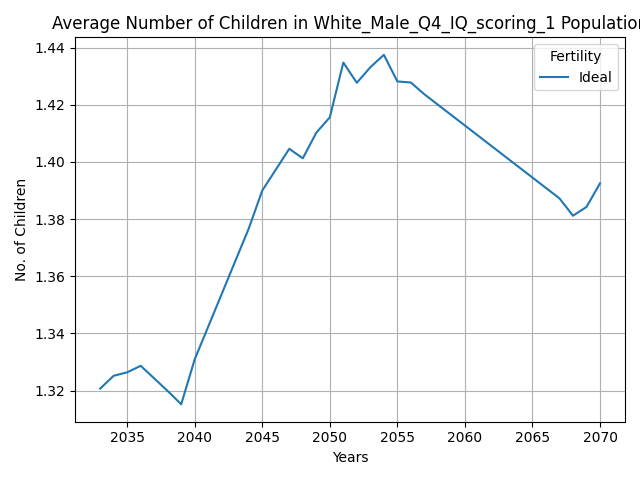 Average Number of Children in White_Male_Q4_IQ_scoring_1 Population
Fertility
Ideal
No. of Children
1.44
1.42
1.40
1.38
1.36
1.34
1.32
2035 2040 2045 2050 2055 2060 2065 2070
Years